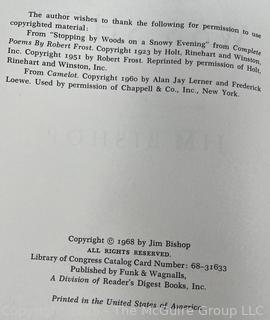 The author wishes to thank the following for permission to use
copyrighted material:
From "Stopping by Woods on a Snowy Evening" from Complete
Poems By Robert Frost. Copyright 1923 by Holt, Rinehart and Winston,
Inc. Copyright 1951 by Robert Frost. Reprinted by permission of Holt,
Rinehart and Winston, Inc.
From Camelot. Copyright 1960 by Alan Jay Lerner and Frederick
Loewe. Used by permission of Chappell & Co., Inc., New York.
Copyright © 1968 by Jim Bishop
ALL RIGHTS RESERVED.
Library of Congress Catalog Card Number: 68-31633
Published by Funk & Wagnalls,
A Division of Reader's Digest Books, Inc.
Printed in the United States of America
© The McGuire Group LLC